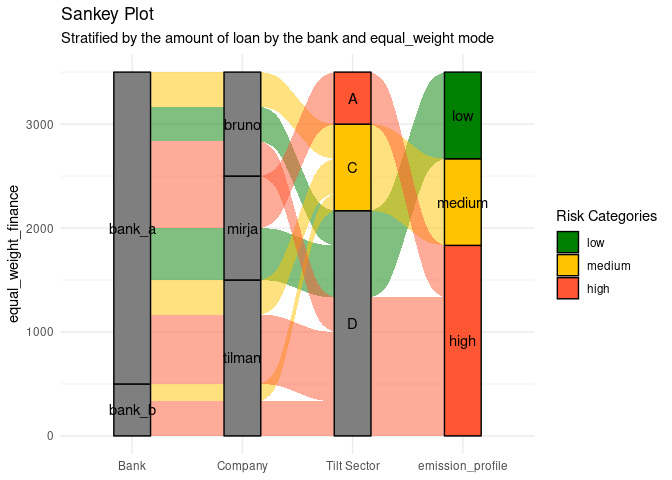 Sankey Plot
Stratified by the amount of loan by the bank and equal_weight mode
equal_weight_finance
3000
2000
1000
0
bank_a
bank_b
bruno
mirja
tilman
A
C
D
low
medium
high
Bank
Company
Tilt Sector
emission_profile
Risk Categories
low
medium
high